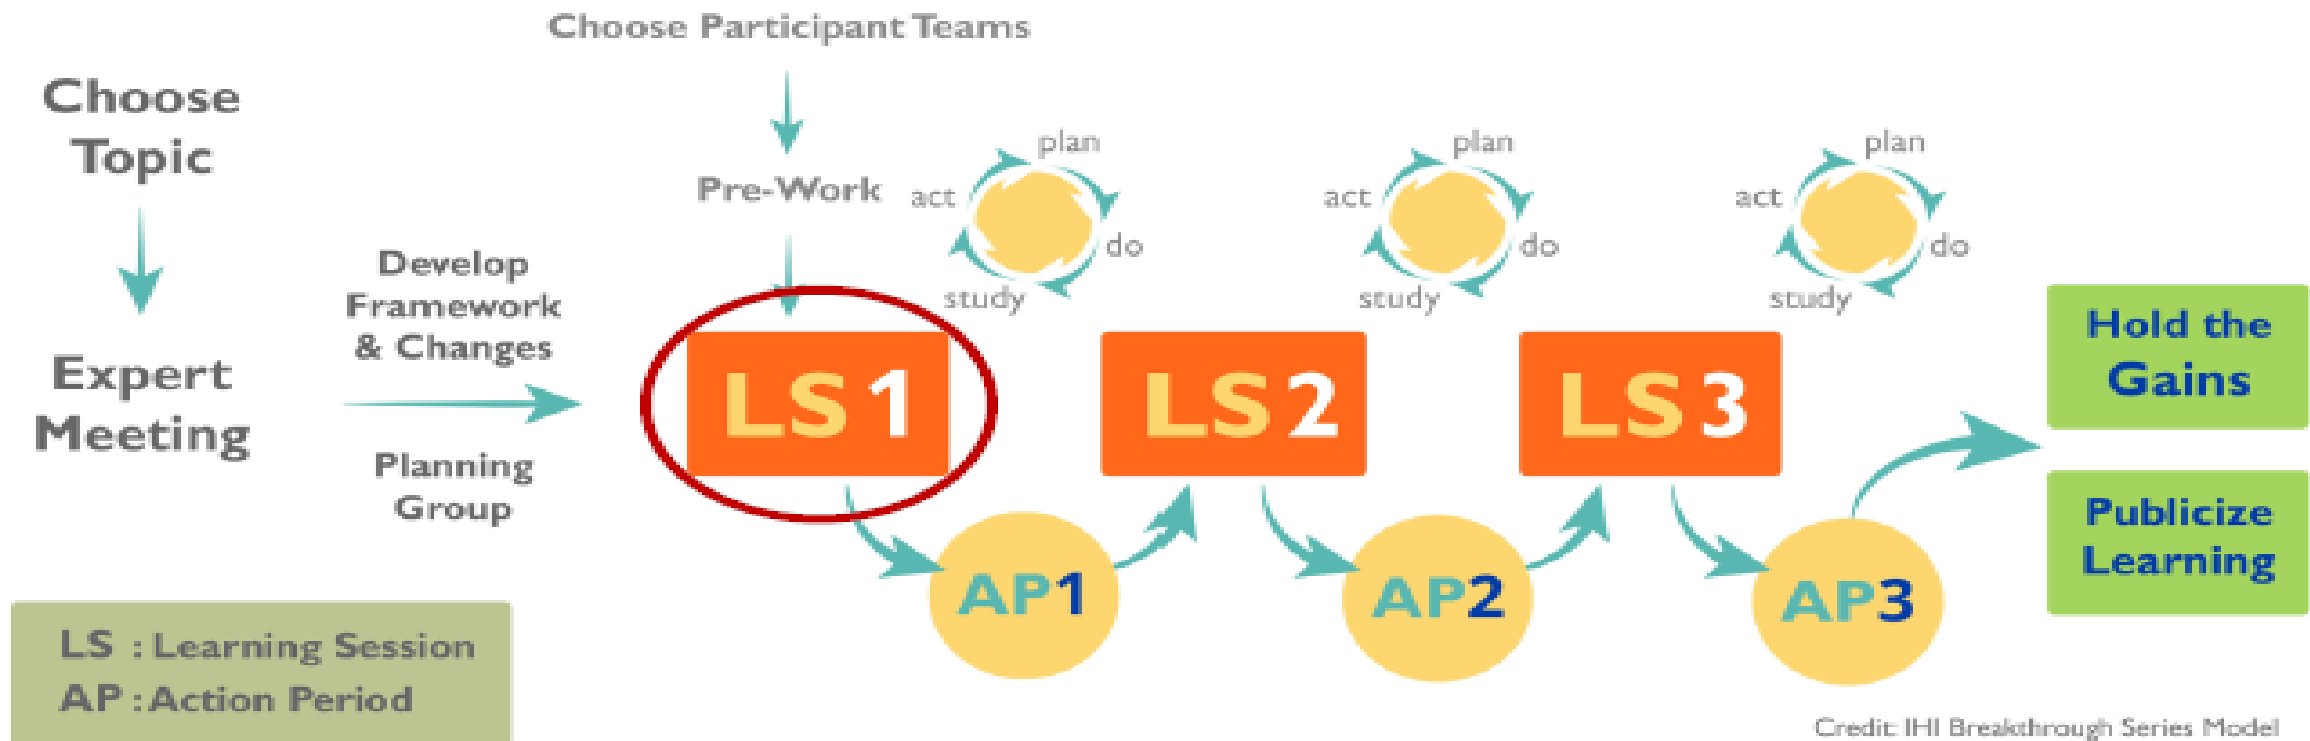 Choose Participant Teams
Choose
Topic
Pre-Work
Expert
Meeting
Develop
Framework
& Changes
Planning
Group
plan
do
study
act
plan
do
study
act
plan
do
study
act
LS 1
LS 2
LS 3
AP1
AP2
AP3
Hold the
Gains
Publicize
Learning
LS : Learning Session
AP : Action Period
Credit: IHI Breakthrough Series Model